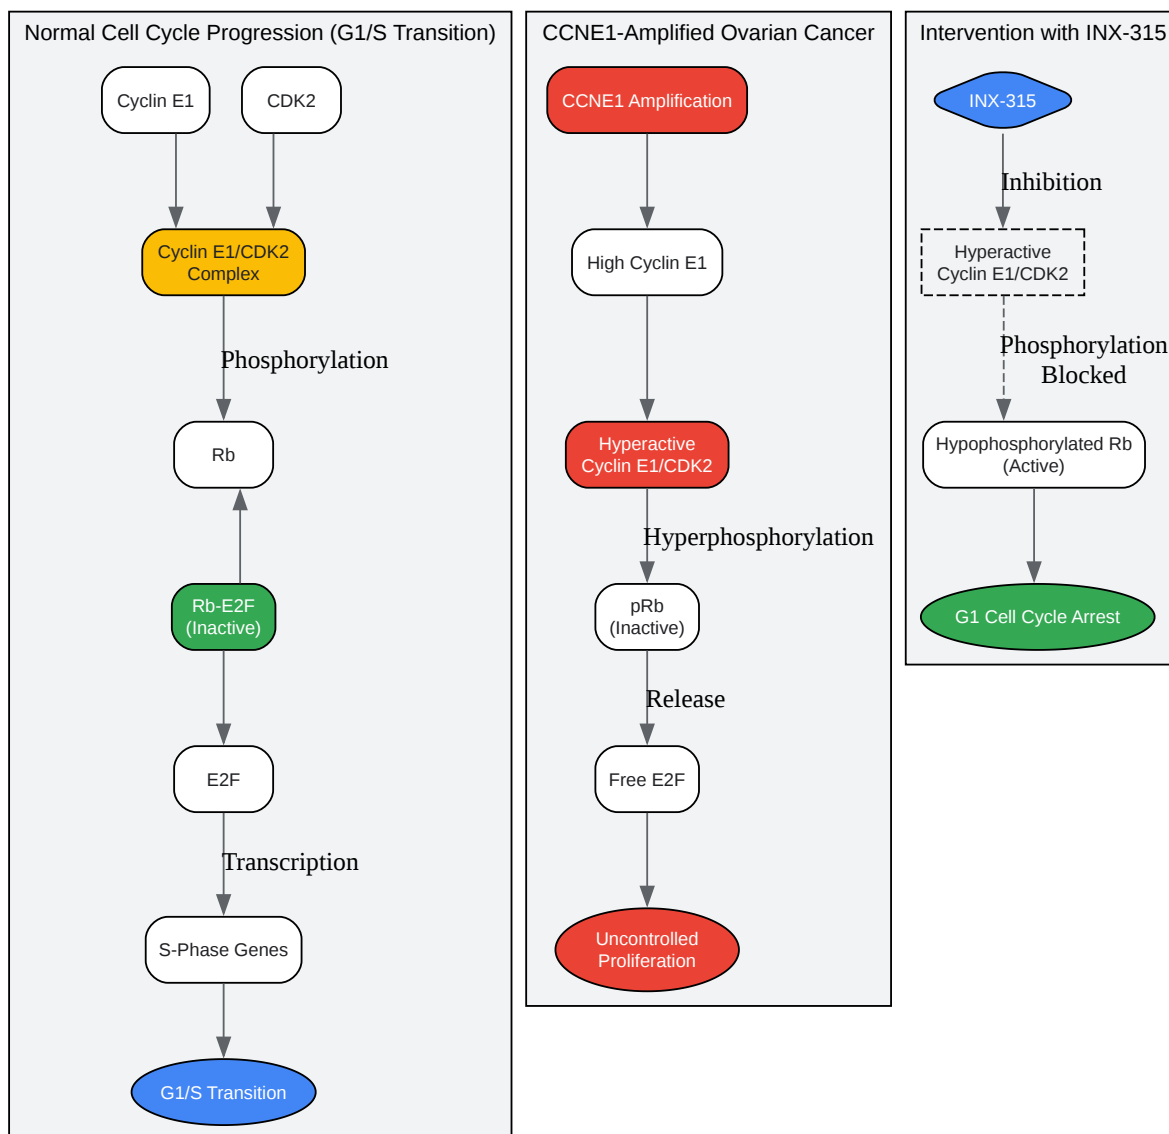 Normal Cell Cycle Progression (G1/S Transition)
Cyclin E1
CDK2
Cyclin E1/CDK2
Complex
Phosphorylation
Rb
Rb-E2F
(Inactive)
E2F
Transcription
S-Phase Genes
G1/S Transition
CCNE1-Amplified Ovarian Cancer
CCNE1 Amplification
High Cyclin E1
Hyperactive
Cyclin E1/CDK2
Hyperphosphorylation
pRb
(Inactive)
Release
Free E2F
Uncontrolled
Proliferation
Intervention with INX-315
INX-315
Inhibition
Hyperactive
Cyclin E1/CDK2
Phosphorylation
Blocked
Hypophosphorylated Rb
(Active)
G1 Cell Cycle Arrest